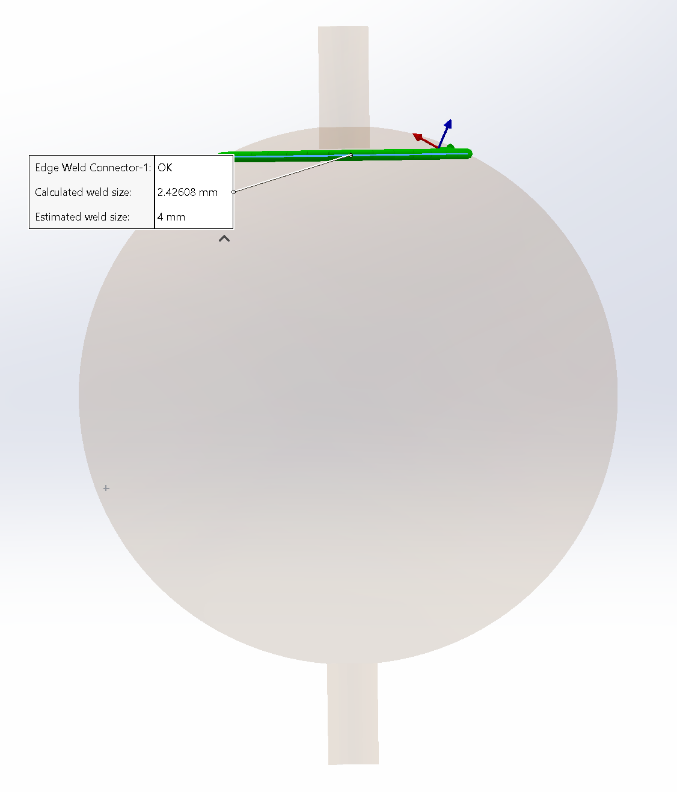 Edge Weld Connector-1: OK
Calculated weld size: 2.42608 mm
Estimated weld size: 4 mm